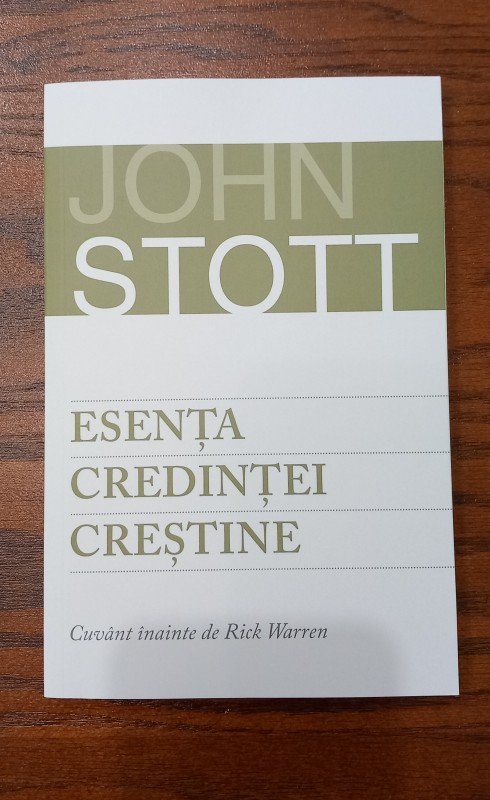 JOHN
STOTT
ESENȚA
CREDINȚEI
CREȘTINE
Cuvânt înainte de Rick Warren